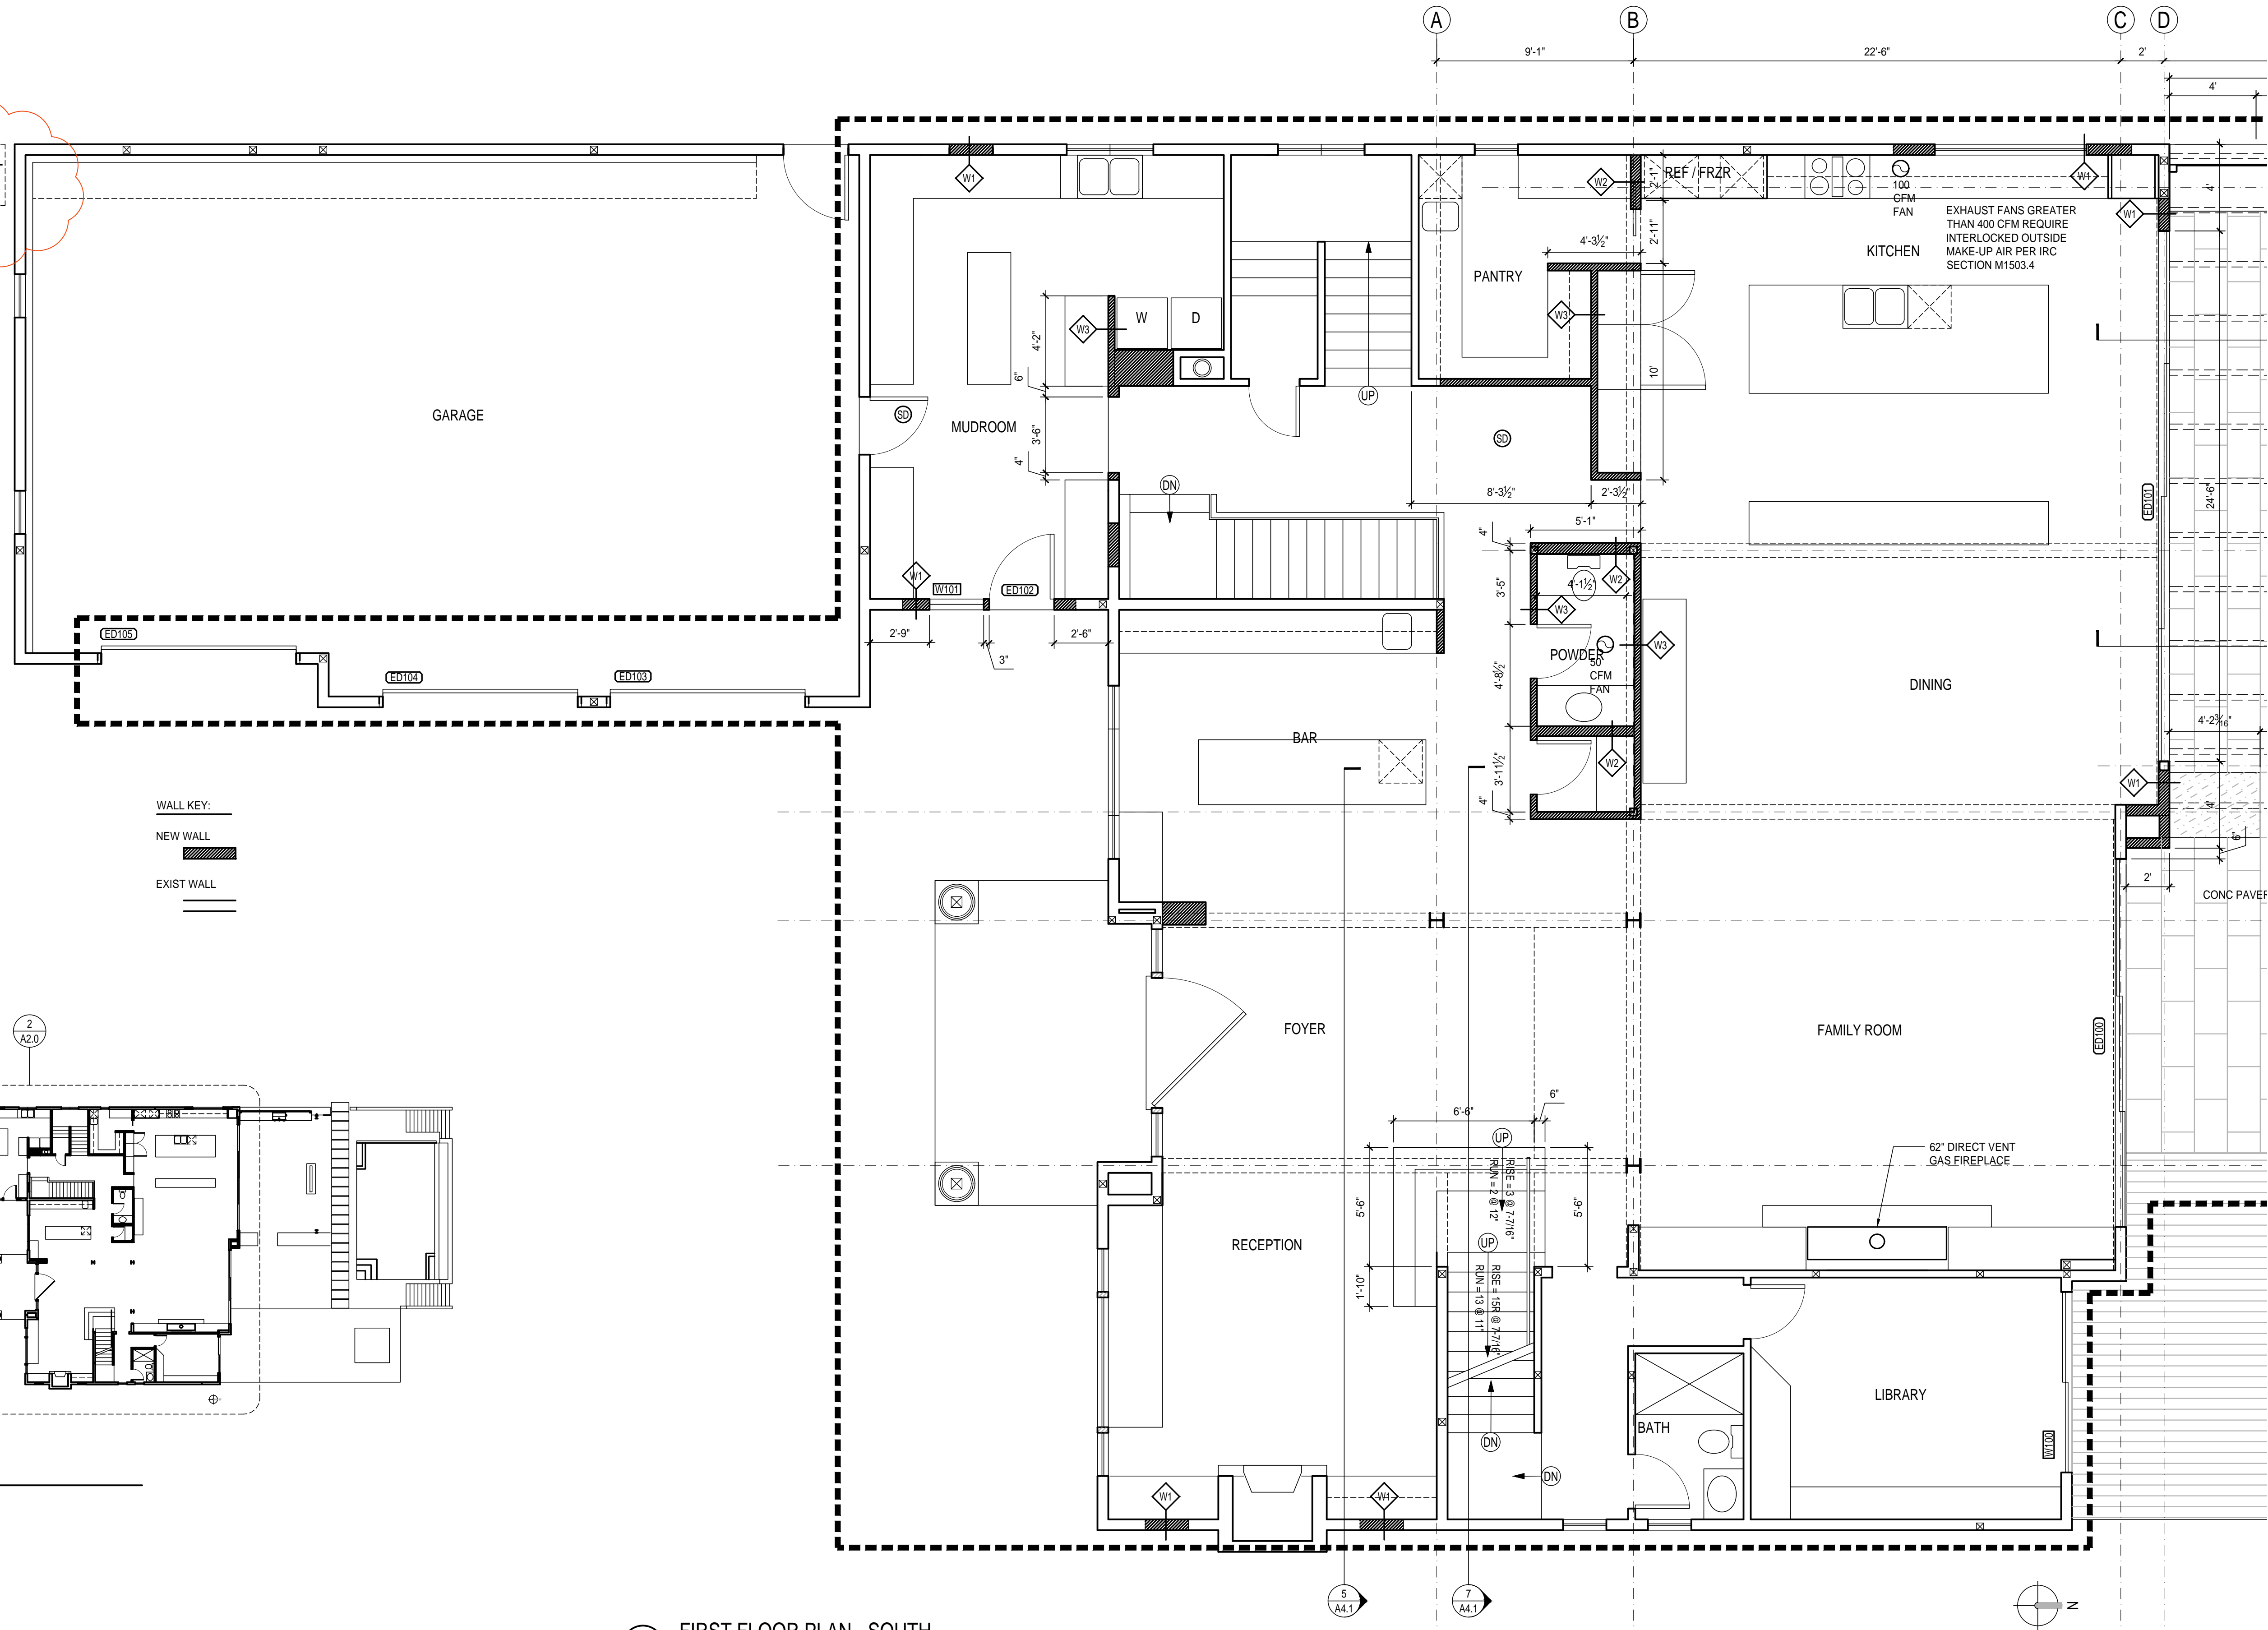 A
B
C
D
9'-1"
22'-6"
2'
4'
W1
W2
2'-1"
REF / FRZR
100
CFM
FAN
W1
EXHAUST FANS GREATER
THAN 400 CFM REQUIRE
INTERLOCKED OUTSIDE
MAKE-UP AIR PER IRC
SECTION M1503.4
W1
4'
4'-3½"
2'-11"
KITCHEN
PANTRY
W
D
W3
W3
4'-2"
6"
10'
UP
GARAGE
SD
MUDROOM
3'-6"
4"
SD
DN
8'-3½"
2'-3½"
ED101
24'-6"
5'-1"
4"
W1
W101
ED102
4'-1½"
W2
3'-5"
W3
ED105
2'-9"
2'-6"
3"
POWDER
50
CFM
FAN
W3
ED104
ED103
4'-8½"
DINING
4'-2³⁄₁₆"
BAR
W2
3'-11½"
4"
W1
4'
6"
WALL KEY:
NEW WALL
EXIST WALL
2'
CONC PAVER
2
A2.0
FOYER
FAMILY ROOM
ED100
6'-6"
6"
UP
RISE = 3 @ 7-7/16"
RUN = 2 @ 12"
5'-6"
5'-6"
62" DIRECT VENT
GAS FIREPLACE
RECEPTION
UP
RISE = 15R @ 7-7/16"
RUN = 13 @ 11"
1'-10"
LIBRARY
BATH
DN
DN
W100
W1
W1
5
A4.1
7
A4.1
N
FIRST FLOOR PLAN - SOUTH